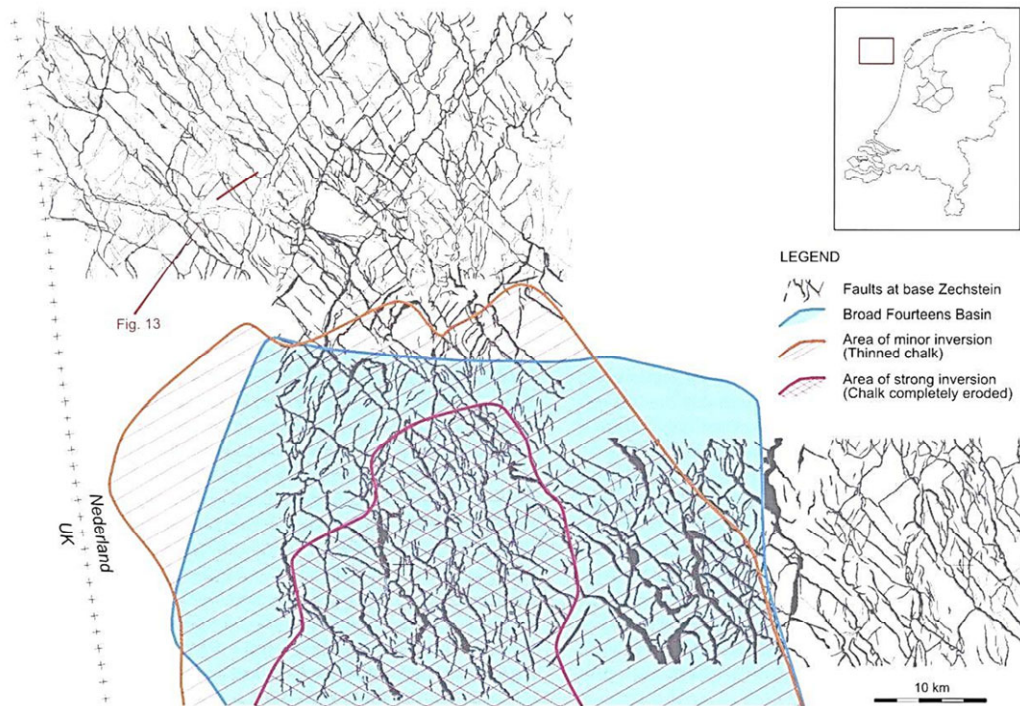 LEGEND
Faults at base Zechstein
Broad Fourteens Basin
Area of minor inversion
(Thinned chalk)
Area of strong inversion
(Chalk completely eroded)
Fig. 13
Nederland
UK
10 km